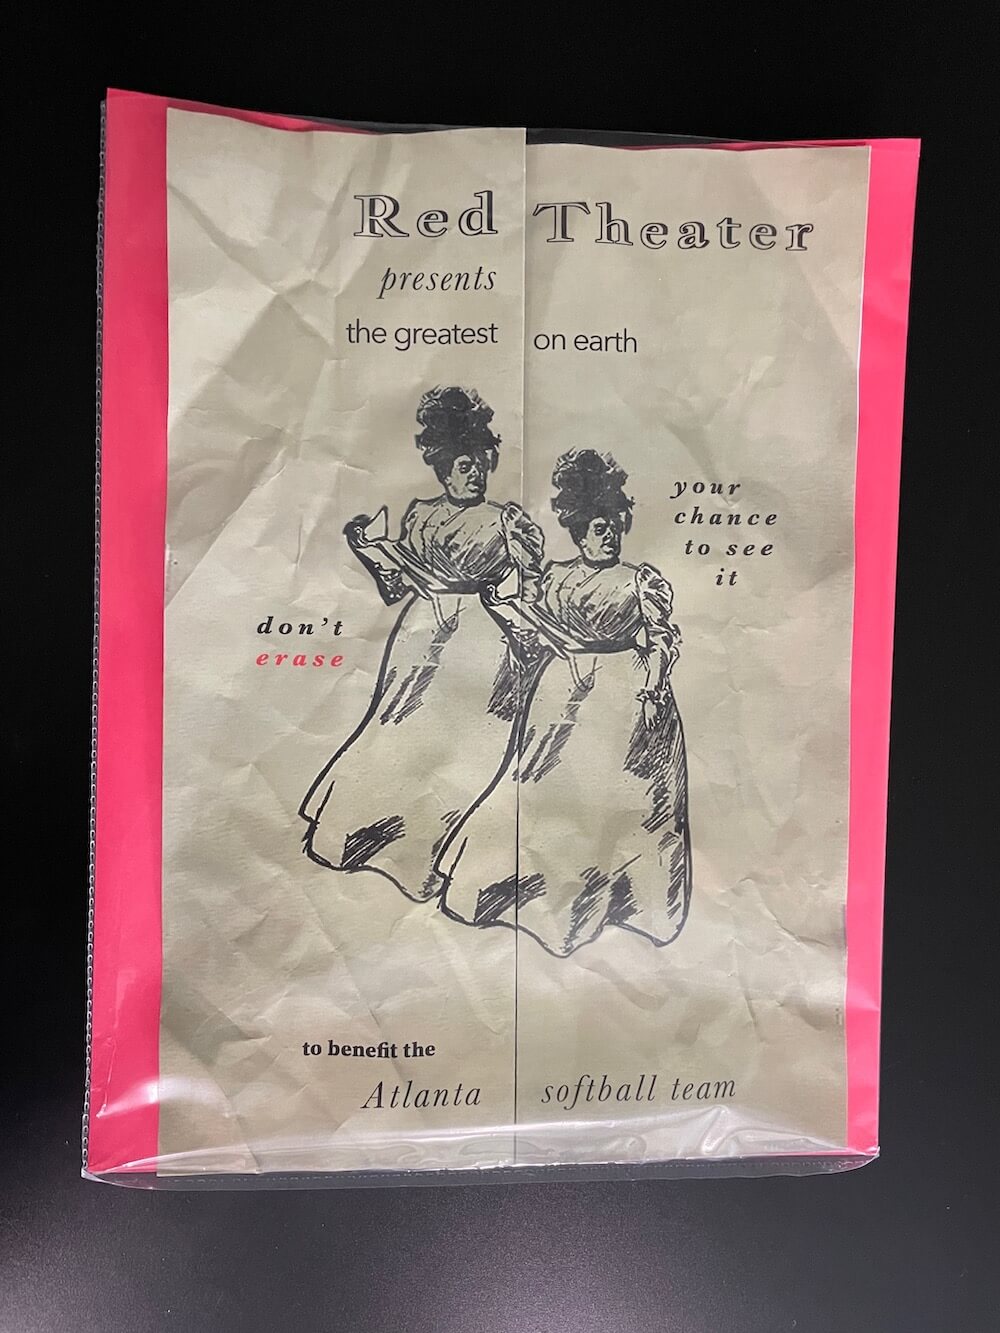 Red Theater
presents
the greatest on earth
your
chance
to see
it
don't
erase
to benefit the
Atlanta softball team